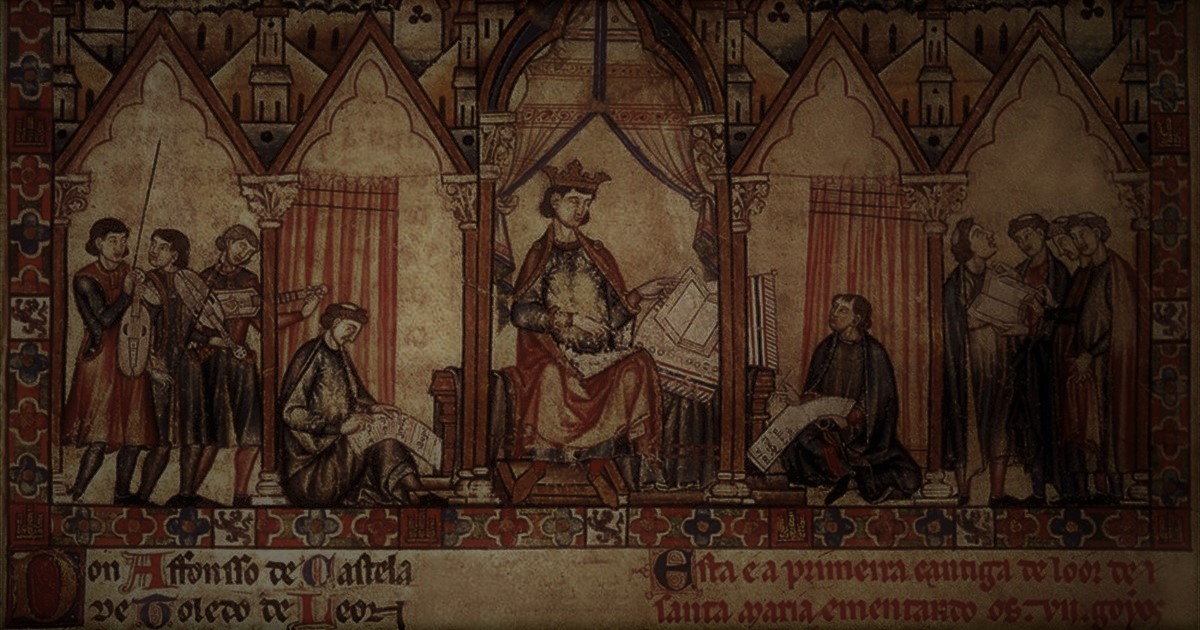 Don Affonsso de Castela
de Toledo de Leon
Esta e a primeira cantiga de loor de
santa maria ementando os .vij. goyos